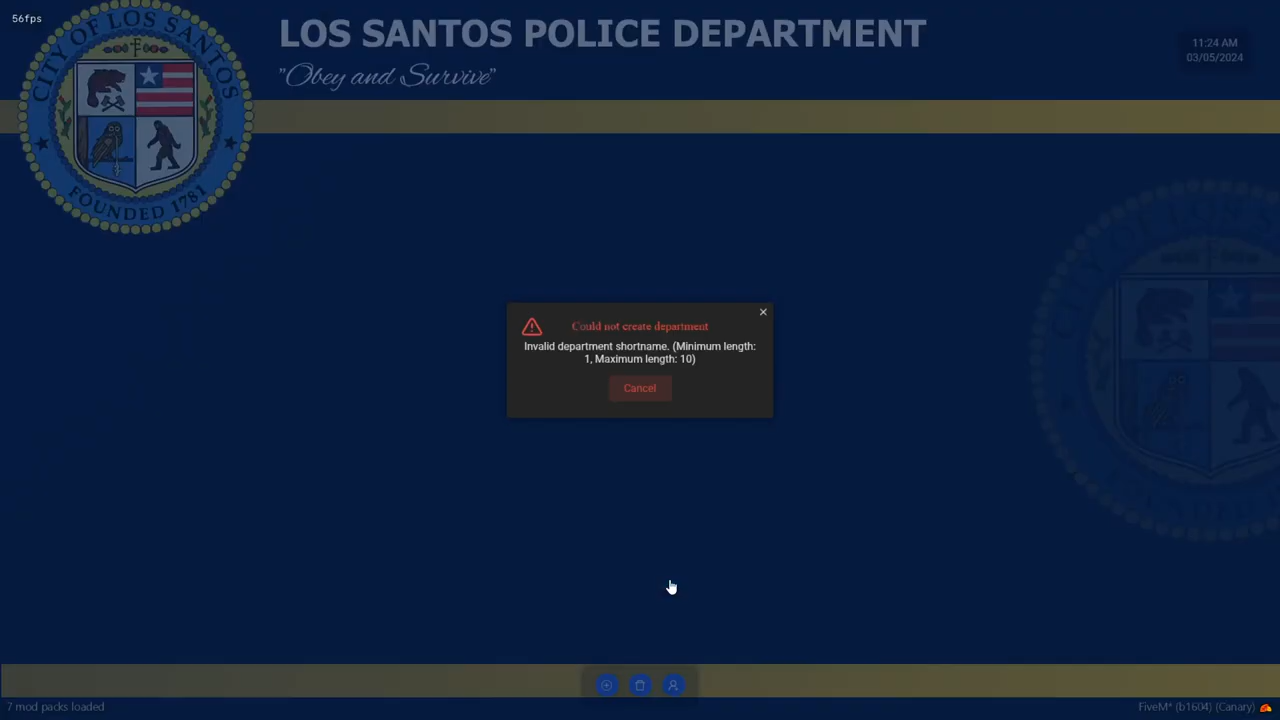 56fps
CITY OF LOS SANTOS
FOUNDED 1781
LOS SANTOS POLICE DEPARTMENT
"Obey and Survive"
11:24 AM
03/05/2024
Could not create department
Invalid department shortname. (Minimum length:
1, Maximum length: 10)
Cancel
7 mod packs loaded
FiveM* (b1604) (Canary)